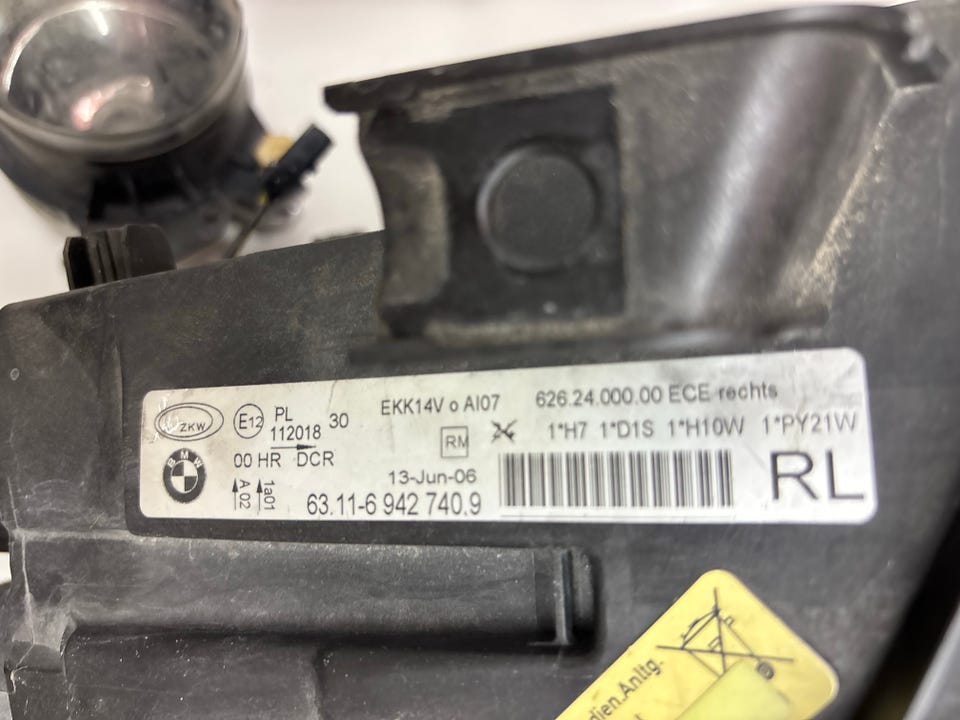 EKK14V o AI07 626.24.000.00 ECE rechts
ZKW E12 PL 30
112018
RM 1*H7 1*D1S 1*H10W 1*PY21W
BMW 00 HR DCR
A.02 1a01
13-Jun-06
63.11-6 942 740.9
RL
dien.Anltg.